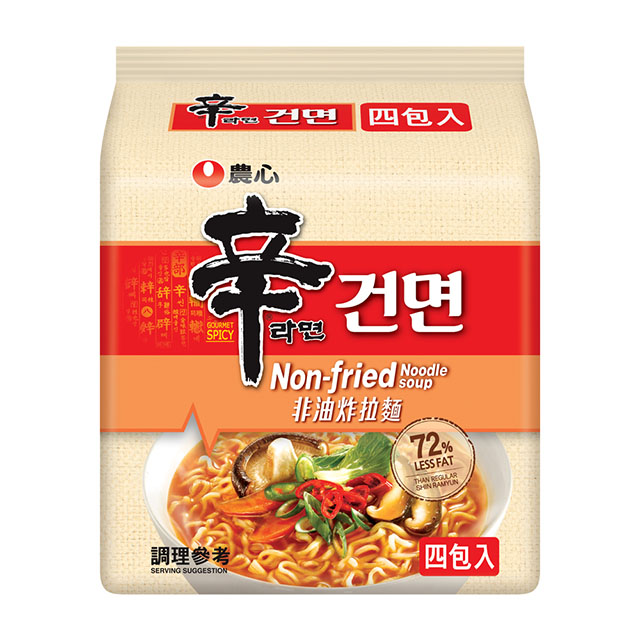 辛라면 건면 四包入
農心
辛라면 건면
GOURMET
SPICY
Non-fried Noodle soup
非油炸拉麵
72%
LESS FAT
THAN REGULAR
SHIN RAMYUN
調理參考
SERVING SUGGESTION
四包入